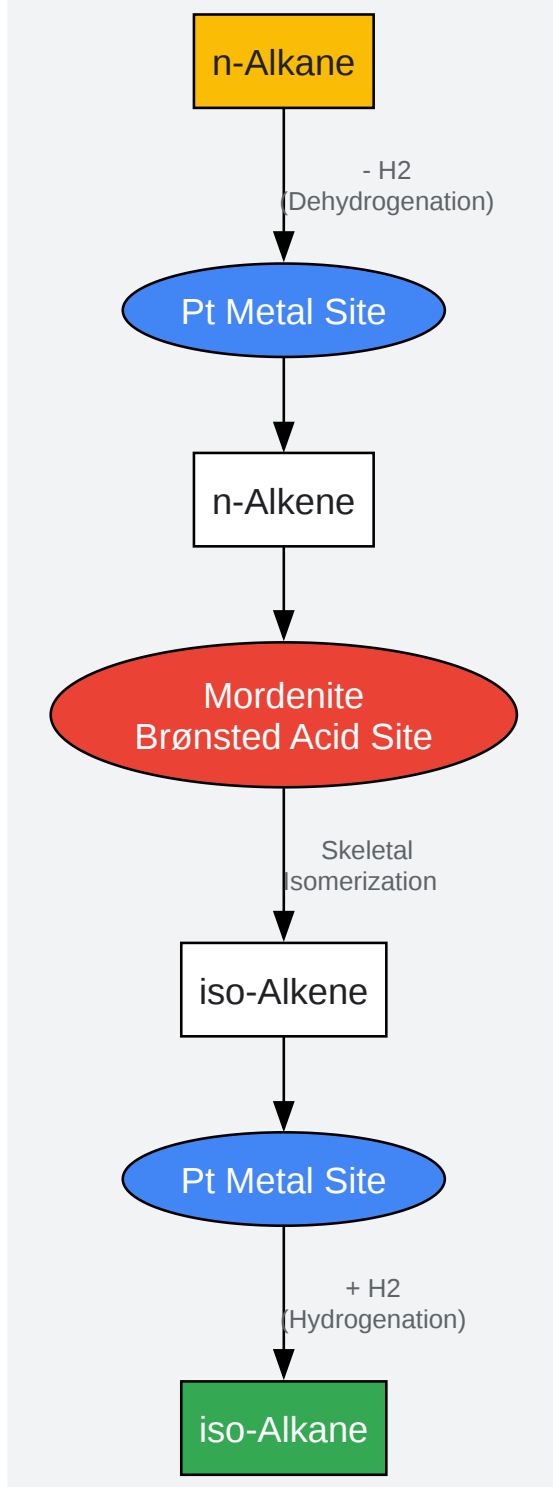 n-Alkane
- H2
(Dehydrogenation)
Pt Metal Site
n-Alkene
Mordenite
Brønsted Acid Site
Skeletal
Isomerization
iso-Alkene
Pt Metal Site
+ H2
(Hydrogenation)
iso-Alkane